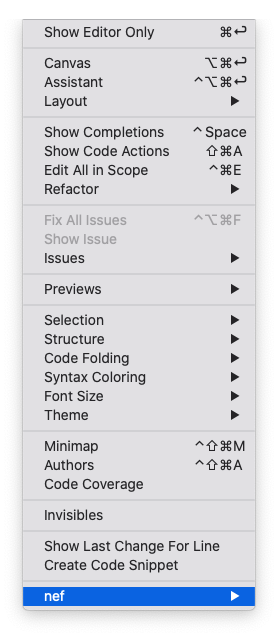 Show Editor Only ⌘↩
Canvas ⌥⌘↩
Assistant ^⌥⌘↩
Layout ▶
Show Completions ^Space
Show Code Actions ⇧⌘A
Edit All in Scope ^⌘E
Refactor ▶
Fix All Issues ^⌥⌘F
Show Issue
Issues ▶
Previews ▶
Selection ▶
Structure ▶
Code Folding ▶
Syntax Coloring ▶
Font Size ▶
Theme ▶
Minimap ^⇧⌘M
Authors ^⇧⌘A
Code Coverage
Invisibles
Show Last Change For Line
Create Code Snippet
nef ▶